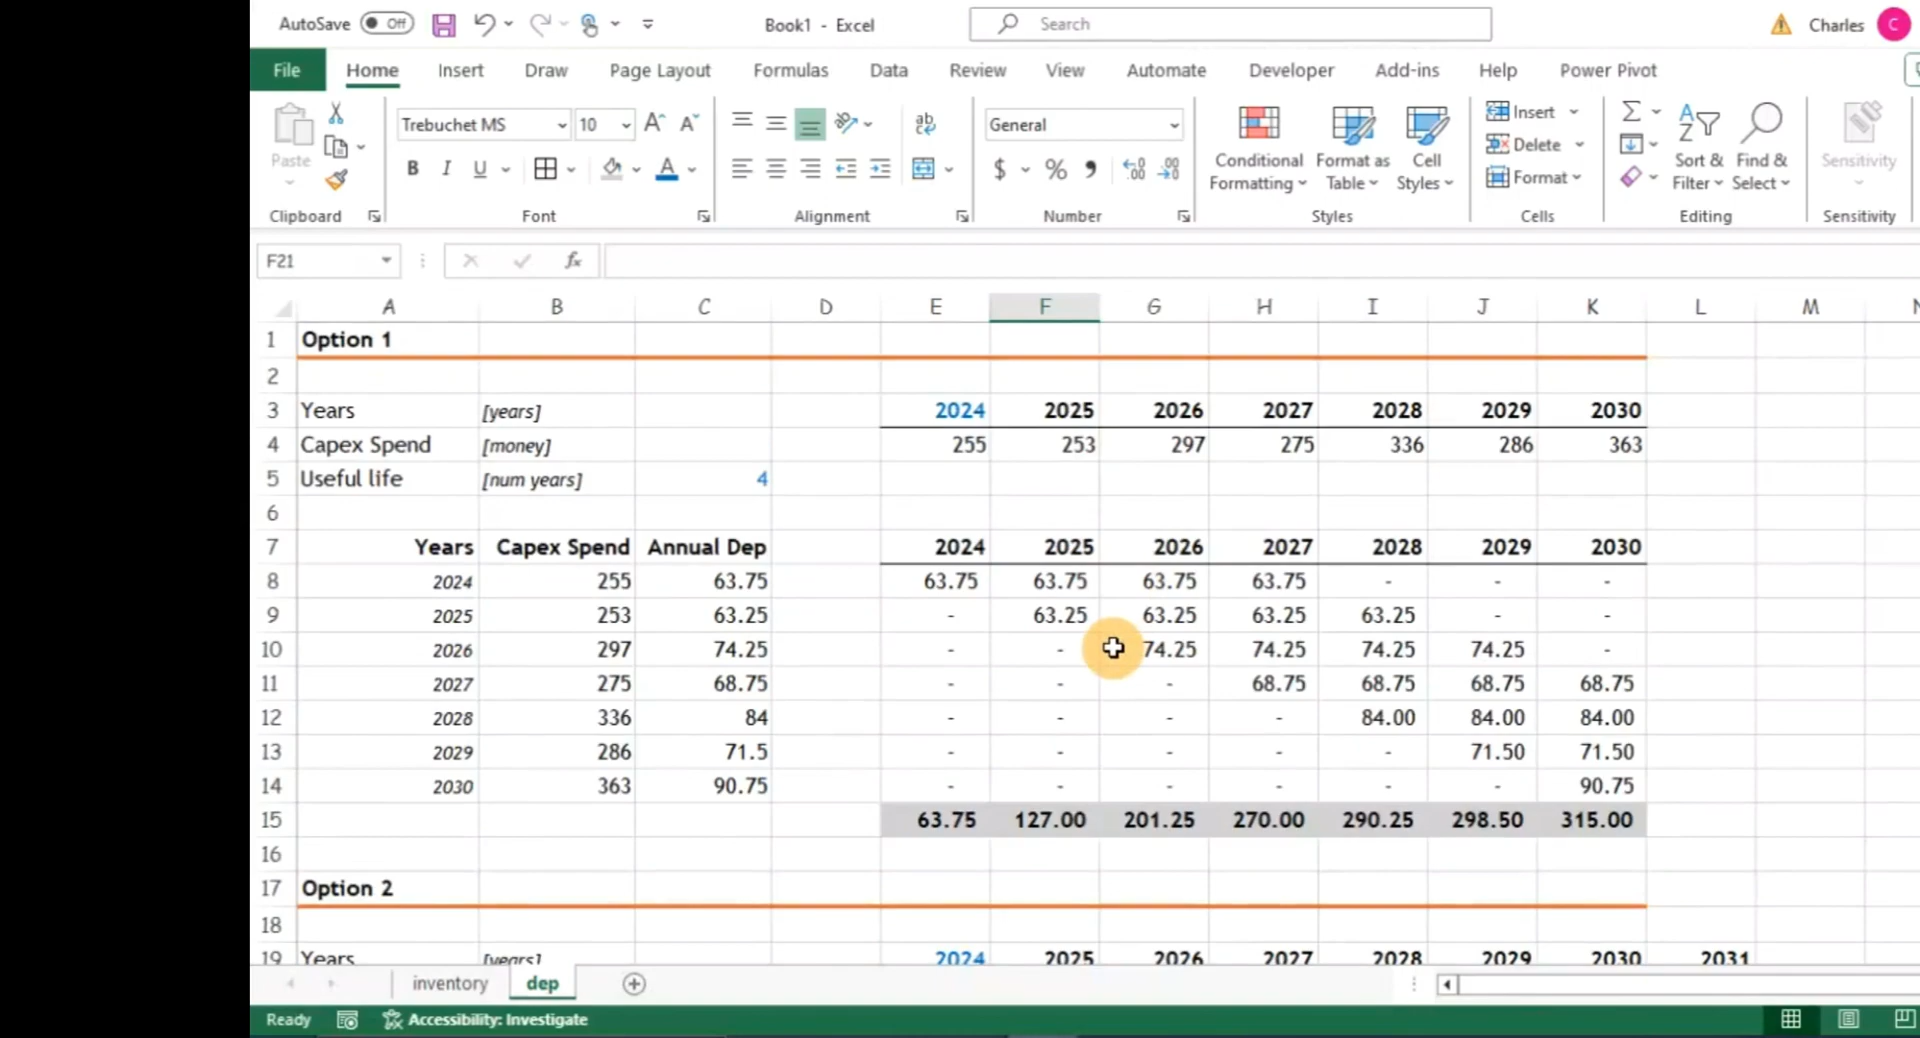 AutoSave Off Book1 - Excel Search Charles C
File Home Insert Draw Page Layout Formulas Data Review View Automate Developer Add-ins Help Power Pivot
Paste Trebuchet MS 10 A A ab General Conditional Formatting Format as Table Cell Styles Insert Delete Format Sort & Filter Find & Select Sensitivity
B I U A $ % 9
Clipboard Font Alignment Number Styles Cells Editing Sensitivity
F21 fx
A B C D E F G H I J K L M N
1 Option 1
2
3 Years [years] 2024 2025 2026 2027 2028 2029 2030
4 Capex Spend [money] 255 253 297 275 336 286 363
5 Useful life [num years] 4
6
7 Years Capex Spend Annual Dep 2024 2025 2026 2027 2028 2029 2030
8 2024 255 63.75 63.75 63.75 63.75 63.75 - - -
9 2025 253 63.25 - 63.25 63.25 63.25 63.25 - -
10 2026 297 74.25 - - 74.25 74.25 74.25 74.25 -
11 2027 275 68.75 - - - 68.75 68.75 68.75 68.75
12 2028 336 84 - - - - 84.00 84.00 84.00
13 2029 286 71.5 - - - - - 71.50 71.50
14 2030 363 90.75 - - - - - - 90.75
15 63.75 127.00 201.25 270.00 290.25 298.50 315.00
16
17 Option 2
18
19 Years [years] 2024 2025 2026 2027 2028 2029 2030 2031
inventory dep
Ready Accessibility: Investigate